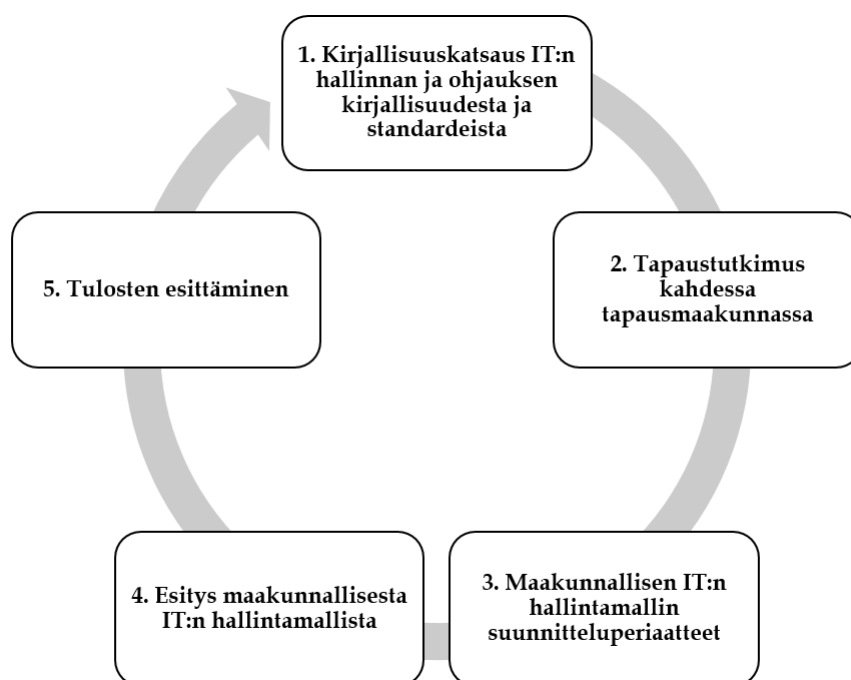 1. Kirjallisuuskatsaus IT:n
hallinnan ja ohjauksen
kirjallisuudesta ja
standardeista
2. Tapaustutkimus
kahdessa
tapausmaakunnassa
3. Maakunnallisen IT:n
hallintamallin
suunnitteluperiaatteet
4. Esitys maakunnallisesta
IT:n hallintamallista
5. Tulosten esittäminen